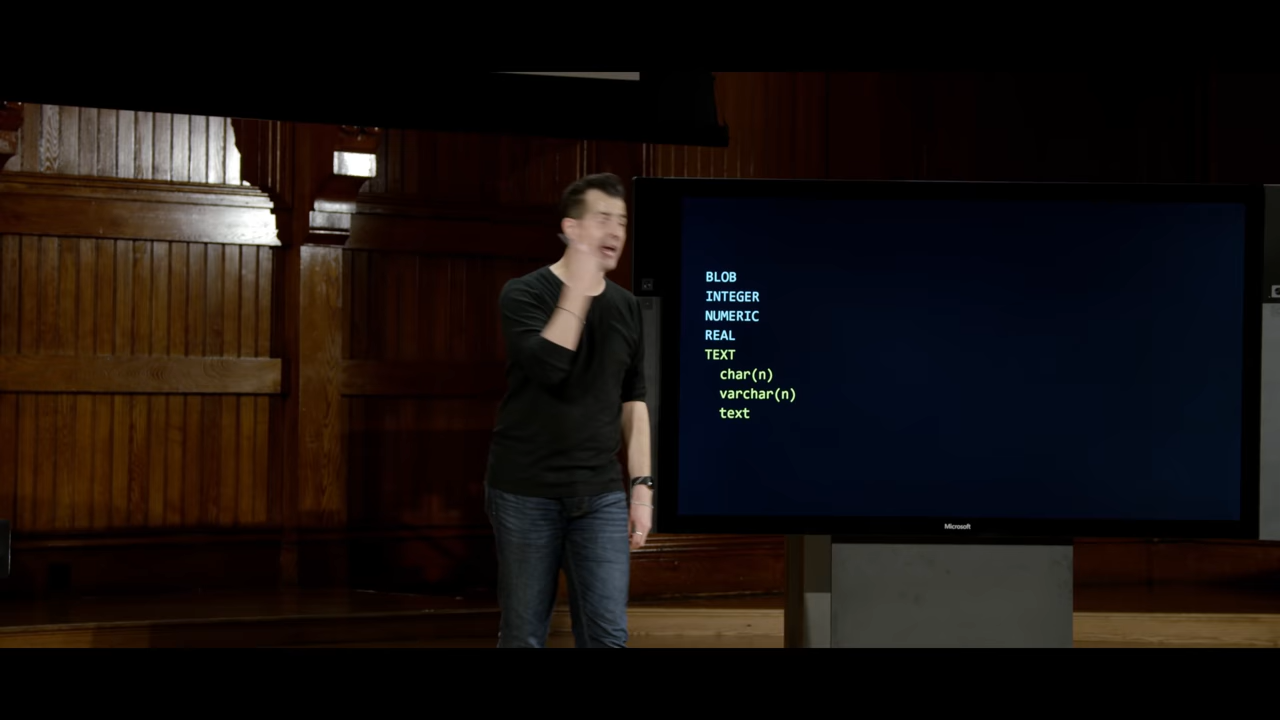 BLOB
INTEGER
NUMERIC
REAL
TEXT
char(n)
varchar(n)
text
Microsoft